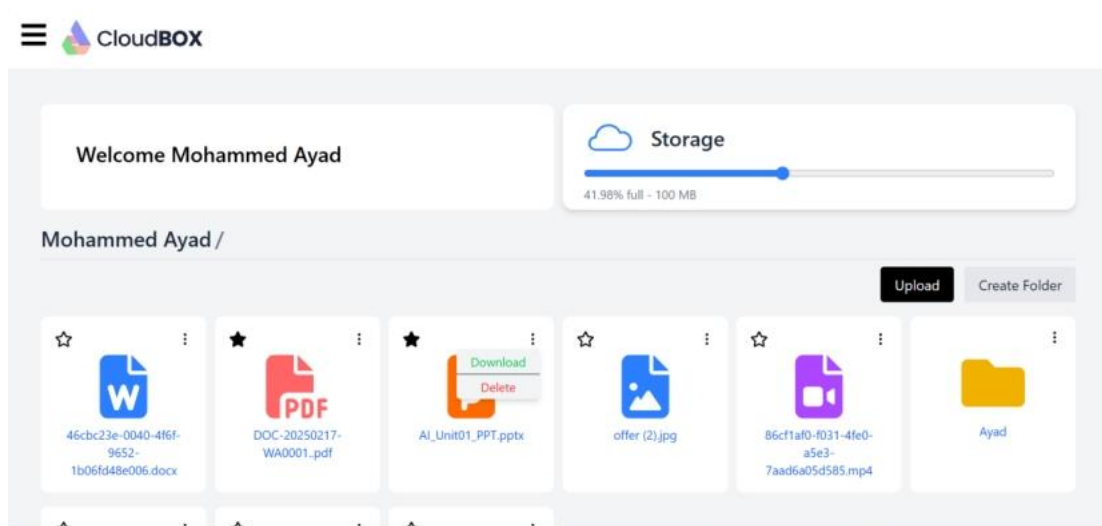 CloudBOX
Welcome Mohammed Ayad
Storage
41.98% full - 100 MB
Mohammed Ayad /
Upload
Create Folder
Download
Delete
W
PDF
P
46cbc23e-0040-4f6f-
9652-
1b06fd48e006.docx
DOC-20250217-
WA0001..pdf
AI_Unit01_PPT.pptx
offer (2).jpg
86cf1af0-f031-4fe0-
a5e3-
7aad6a05d585.mp4
Ayad